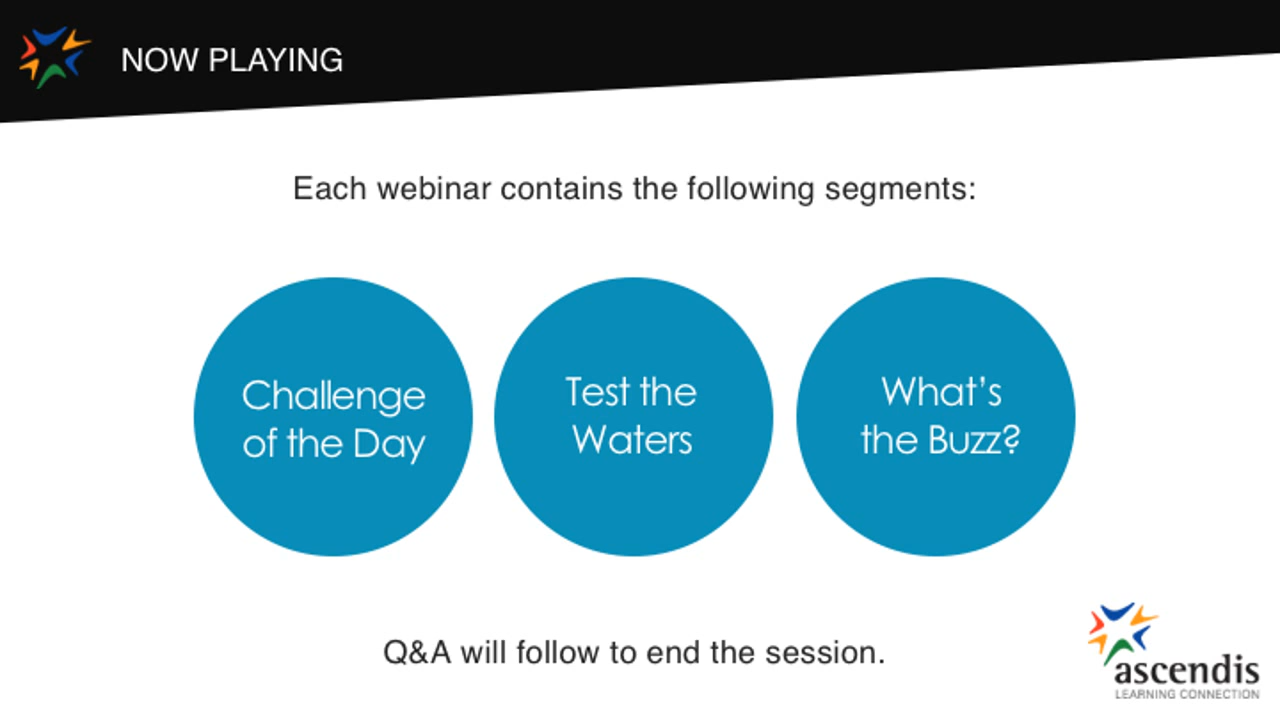 NOW PLAYING
Each webinar contains the following segments:
Challenge
of the Day
Test the
Waters
What's
the Buzz?
Q&A will follow to end the session.
ascendis
LEARNING CONNECTION